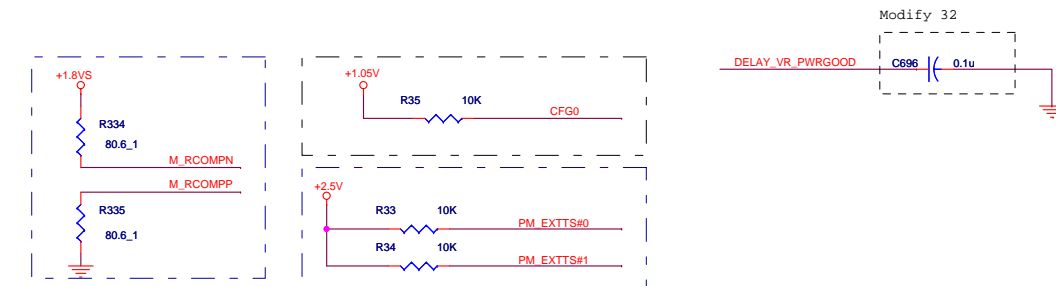 Modify 32
DELAY_VR_PWRGOOD
C696 0.1u
+1.8VS
R334
80.6_1
M_RCOMPN
M_RCOMPP
R335
80.6_1
+1.05V
R35 10K
CFG0
+2.5V
R33 10K
PM_EXTTS#0
R34 10K
PM_EXTTS#1